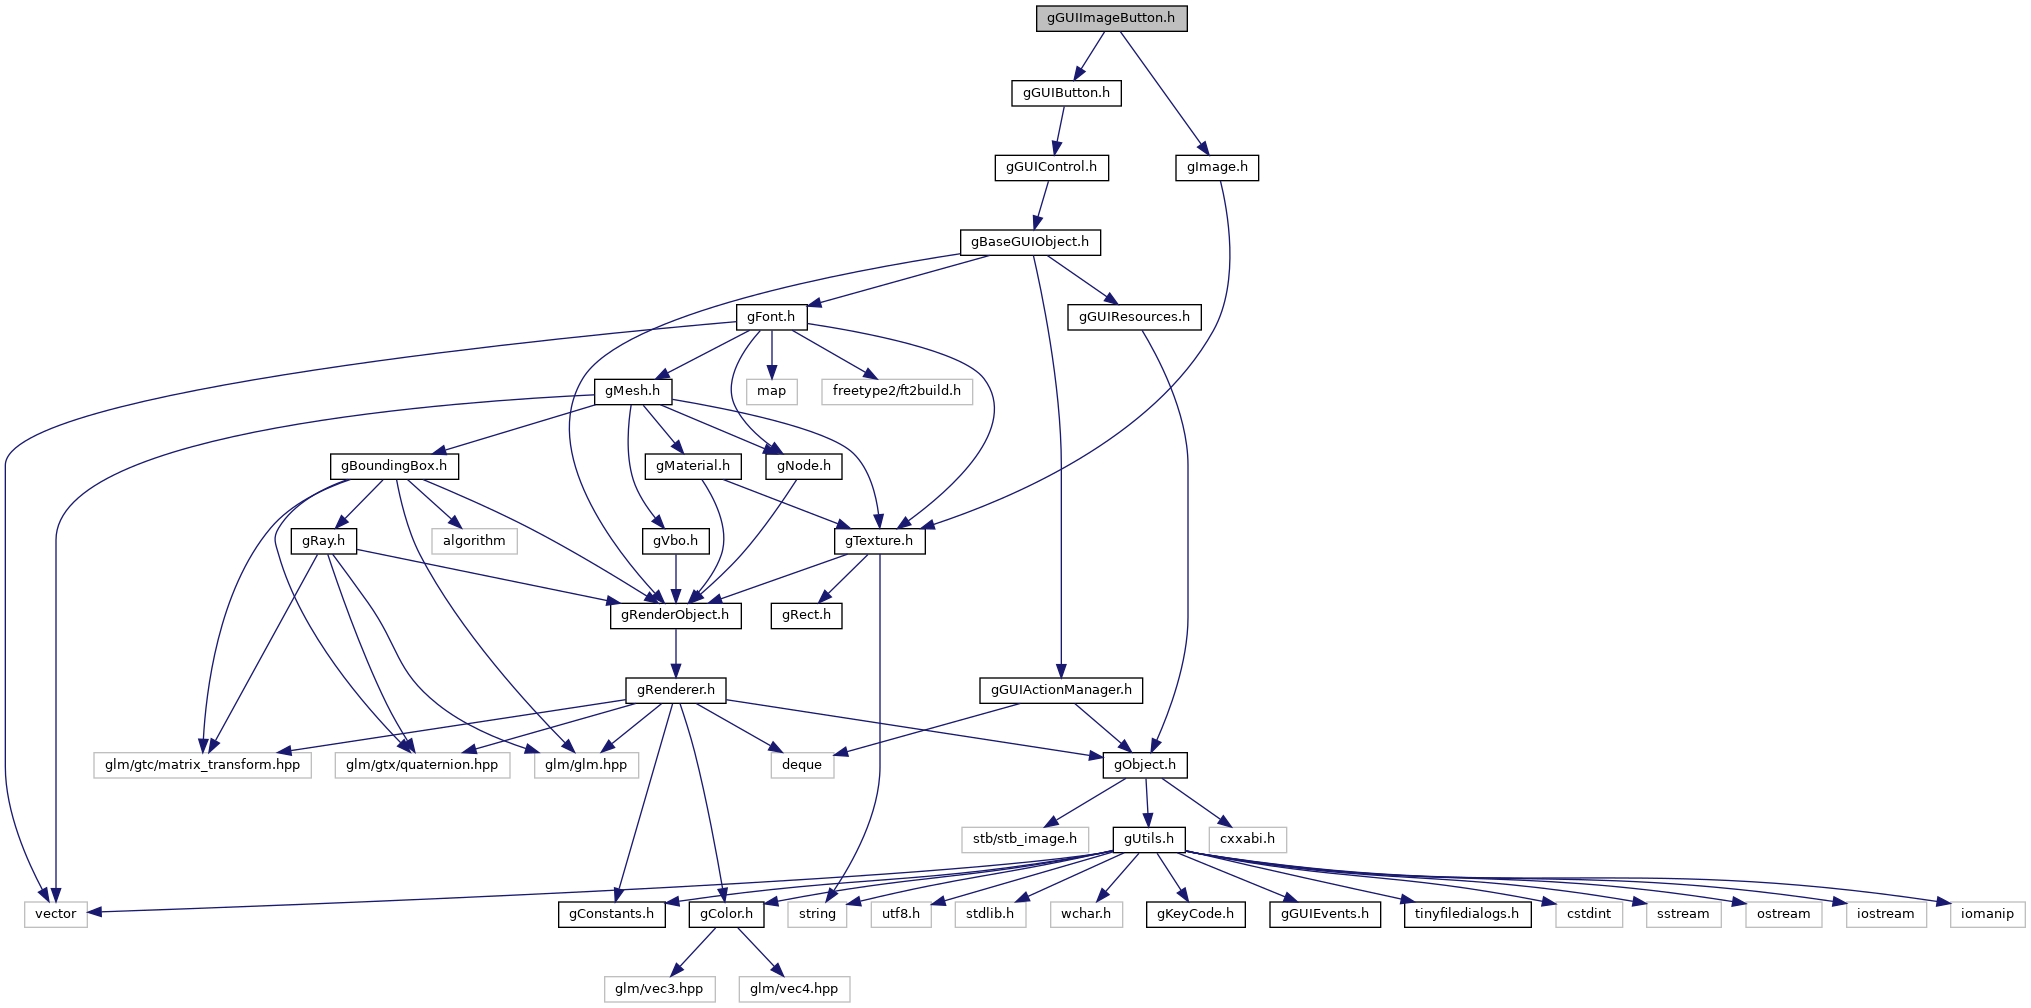 gGUIImageButton.h
gGUIButton.h
gGUIControl.h
gImage.h
gBaseGUIObject.h
gFont.h
gGUIResources.h
gMesh.h
map
freetype2/ft2build.h
gBoundingBox.h
gMaterial.h
gNode.h
gRay.h
algorithm
gVbo.h
gTexture.h
gRenderObject.h
gRect.h
gRenderer.h
gGUIActionManager.h
glm/gtc/matrix_transform.hpp
glm/gtx/quaternion.hpp
glm/glm.hpp
deque
gObject.h
stb/stb_image.h
gUtils.h
cxxabi.h
vector
gConstants.h
gColor.h
string
utf8.h
stdlib.h
wchar.h
gKeyCode.h
gGUIEvents.h
tinyfiledialogs.h
cstdint
sstream
ostream
iostream
iomanip
glm/vec3.hpp
glm/vec4.hpp